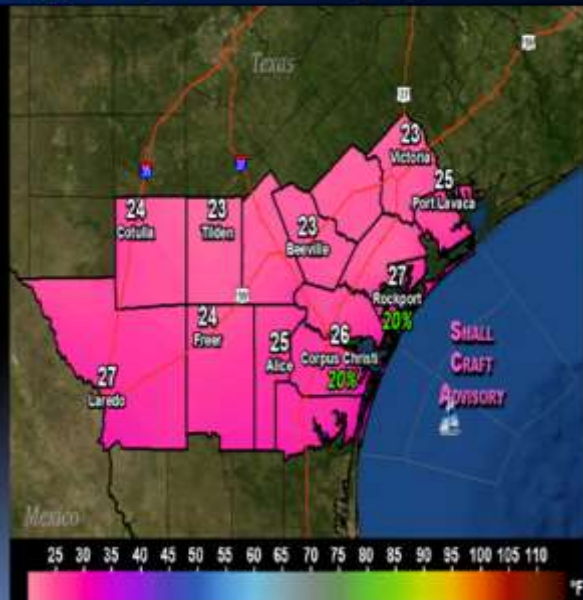 Texas
23
Victoria
25
Port Lavaca
24
Cotulla
23
Tilden
23
Beeville
27
Rockport
20%
24
Freer
25
Alice
26
Corpus Christi
20%
27
Laredo
SMALL
CRAFT
ADVISORY
Mexico
25 30 35 40 45 50 55 60 65 70 75 80 85 90 95 100 105 110
°F